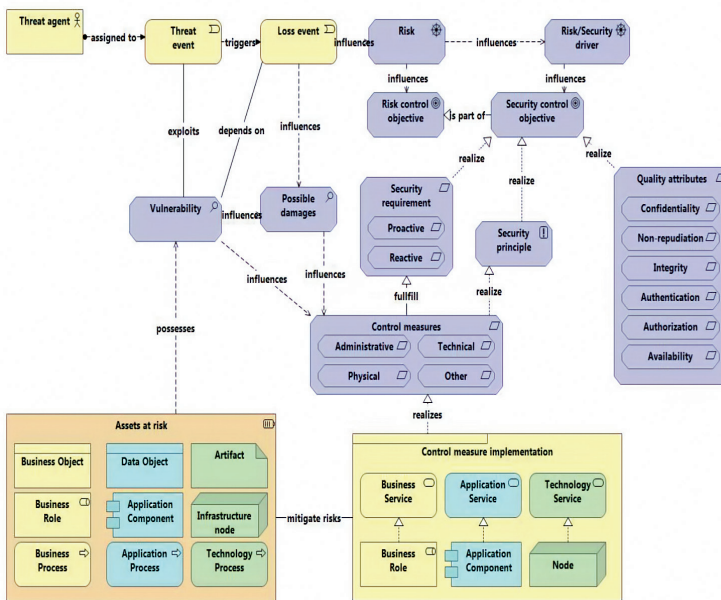 Threat agent
assigned to
Threat
event
triggers
Loss event
influences
Risk
influences
Risk/Security
driver
influences
influences
Risk control
objective
is part of
Security control
objective
exploits
depends on
influences
realize
realize
realize
Vulnerability
influences
Possible
damages
Security
requirement
Proactive
Reactive
Security
principle
Quality attributes
Confidentiality
Non-repudiation
Integrity
Authentication
Authorization
Availability
influences
influences
fullfill
realize
possesses
Control measures
Administrative
Technical
Physical
Other
realizes
Assets at risk
Business Object
Data Object
Artifact
Business
Role
Application
Component
Infrastructure
node
Business
Process
Application
Process
Technology
Process
mitigate risks
Control measure implementation
Business
Service
Application
Service
Technology
Service
Business
Role
Application
Component
Node